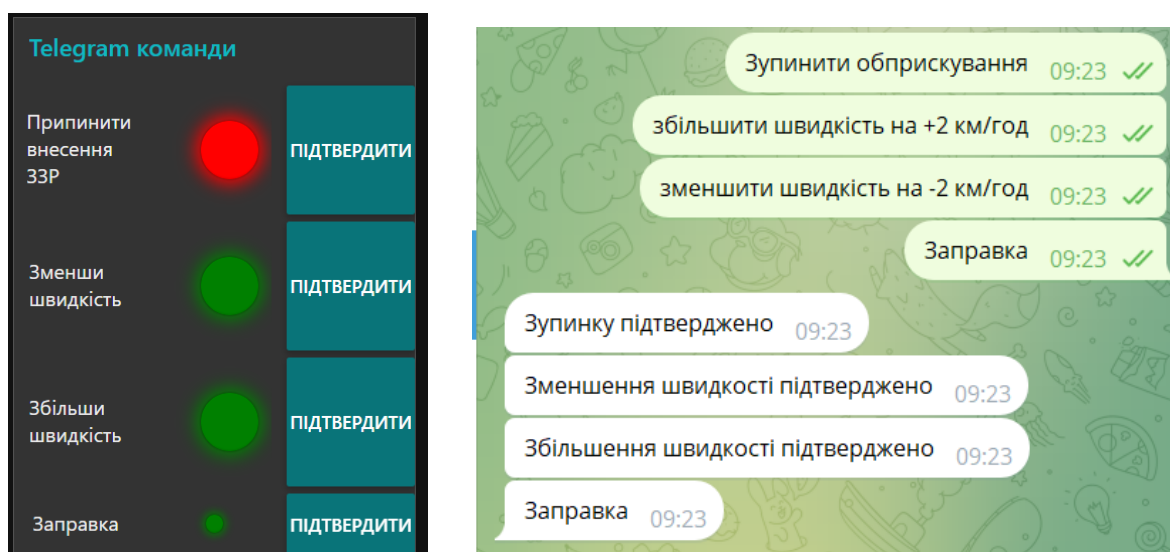 Telegram команди
Припинити
внесення
ЗЗР
ПІДТВЕРДИТИ
Зменши
швидкість
ПІДТВЕРДИТИ
Збільши
швидкість
ПІДТВЕРДИТИ
Заправка
ПІДТВЕРДИТИ
Зупинити обприскування 09:23
збільшити швидкість на +2 км/год 09:23
зменшити швидкість на -2 км/год 09:23
Заправка 09:23
Зупинку підтверджено 09:23
Зменшення швидкості підтверджено 09:23
Збільшення швидкості підтверджено 09:23
Заправка 09:23